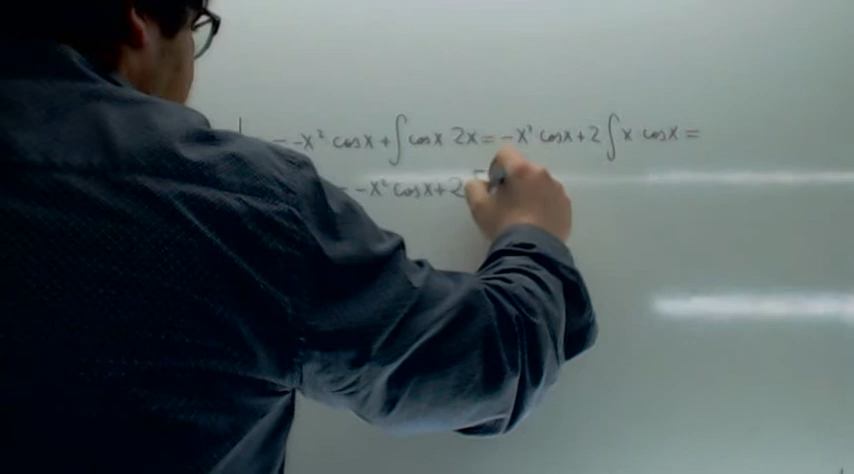 = -x² cos x + ∫ cos x 2x = -x² cos x + 2 ∫ x cos x =
= -x² cos x + 2